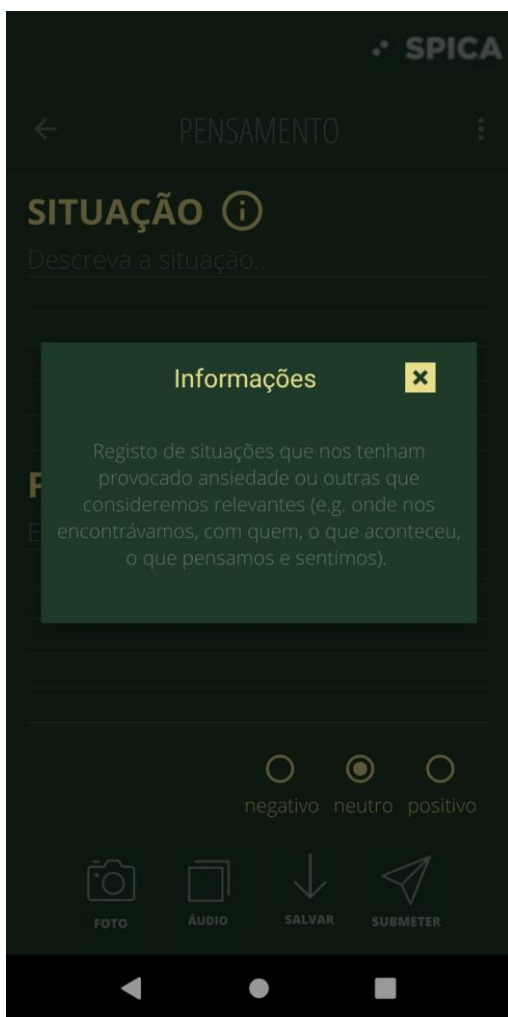 SPICA
PENSAMENTO
SITUAÇÃO
Descreva a situação..
Informações
Registo de situações que nos tenham
provocado ansiedade ou outras que
consideremos relevantes (e.g. onde nos
encontrávamos, com quem, o que aconteceu,
o que pensamos e sentimos).
negativo neutro positivo
FOTO ÁUDIO SALVAR SUBMETER